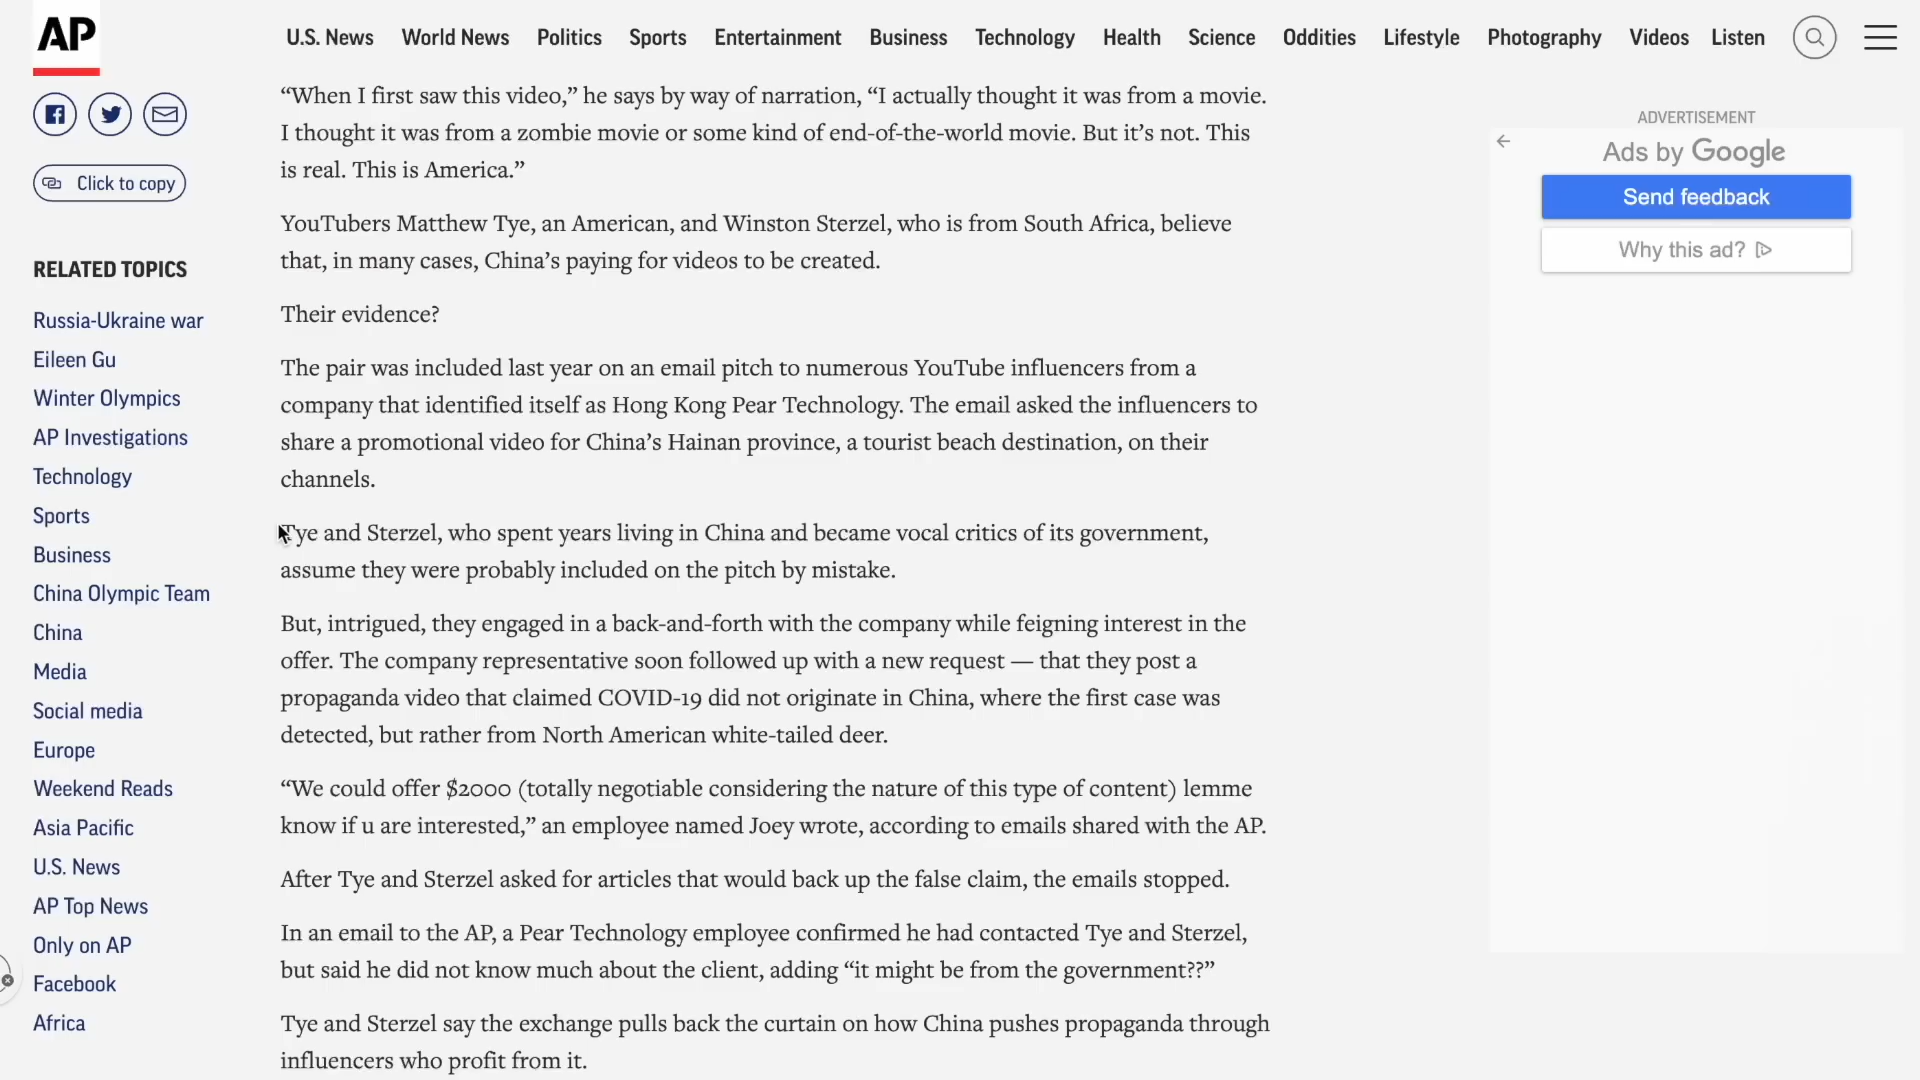 AP
U.S. News World News Politics Sports Entertainment Business Technology Health Science Oddities Lifestyle Photography Videos Listen
Click to copy
RELATED TOPICS
Russia-Ukraine war
Eileen Gu
Winter Olympics
AP Investigations
Technology
Sports
Business
China Olympic Team
China
Media
Social media
Europe
Weekend Reads
Asia Pacific
U.S. News
AP Top News
Only on AP
Facebook
Africa
“When I first saw this video,” he says by way of narration, “I actually thought it was from a movie.
I thought it was from a zombie movie or some kind of end-of-the-world movie. But it’s not. This
is real. This is America.”
YouTubers Matthew Tye, an American, and Winston Sterzel, who is from South Africa, believe
that, in many cases, China’s paying for videos to be created.
Their evidence?
The pair was included last year on an email pitch to numerous YouTube influencers from a
company that identified itself as Hong Kong Pear Technology. The email asked the influencers to
share a promotional video for China’s Hainan province, a tourist beach destination, on their
channels.
Tye and Sterzel, who spent years living in China and became vocal critics of its government,
assume they were probably included on the pitch by mistake.
But, intrigued, they engaged in a back-and-forth with the company while feigning interest in the
offer. The company representative soon followed up with a new request — that they post a
propaganda video that claimed COVID-19 did not originate in China, where the first case was
detected, but rather from North American white-tailed deer.
“We could offer $2000 (totally negotiable considering the nature of this type of content) lemme
know if u are interested,” an employee named Joey wrote, according to emails shared with the AP.
After Tye and Sterzel asked for articles that would back up the false claim, the emails stopped.
In an email to the AP, a Pear Technology employee confirmed he had contacted Tye and Sterzel,
but said he did not know much about the client, adding “it might be from the government??”
Tye and Sterzel say the exchange pulls back the curtain on how China pushes propaganda through
influencers who profit from it.
ADVERTISEMENT
Ads by Google
Send feedback
Why this ad?